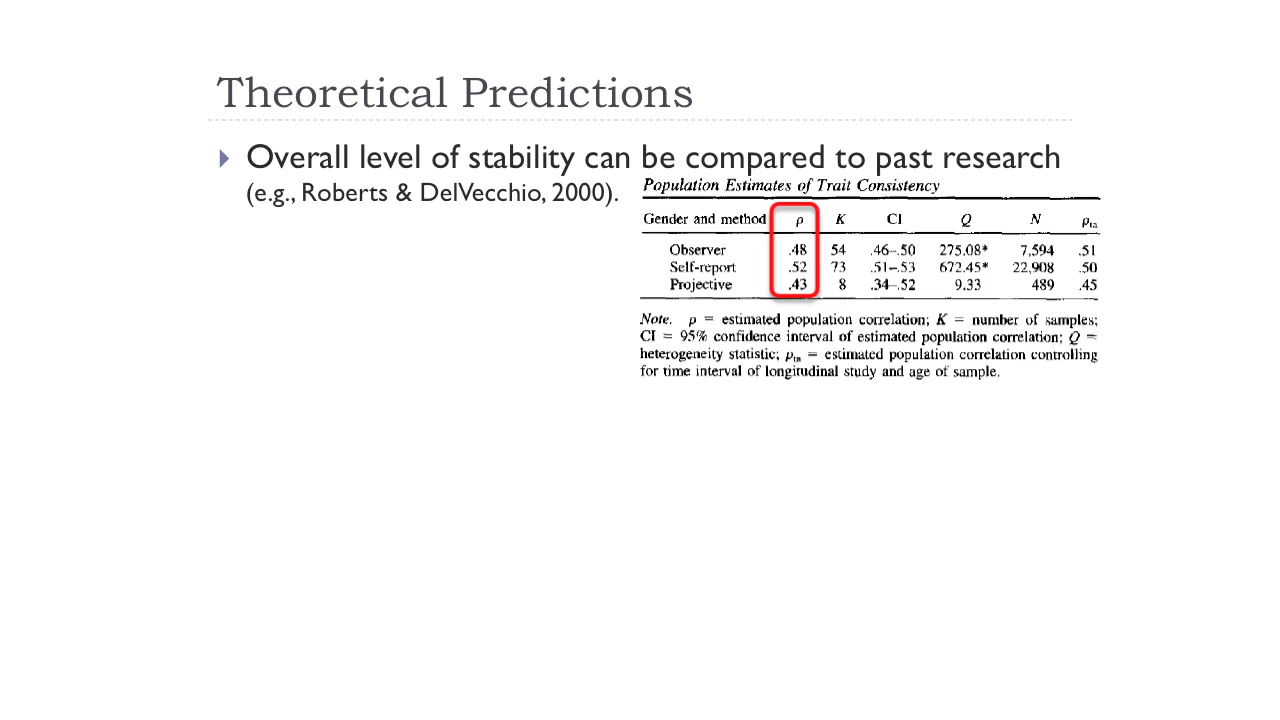 Theoretical Predictions
Overall level of stability can be compared to past research
(e.g., Roberts & DelVecchio, 2000).
Population Estimates of Trait Consistency
Gender and method ρ K CI Q N ρta
Observer .48 54 .46–.50 275.08* 7,594 .51
Self-report .52 73 .51–.53 672.45* 22,908 .50
Projective .43 8 .34–.52 9.33 489 .45
Note. ρ = estimated population correlation; K = number of samples;
CI = 95% confidence interval of estimated population correlation; Q =
heterogeneity statistic; ρta = estimated population correlation controlling
for time interval of longitudinal study and age of sample.